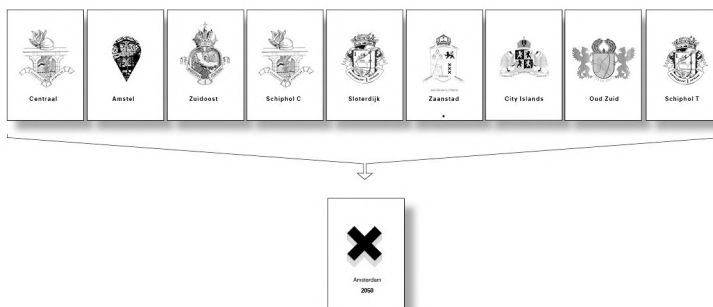 Centraal
Amstel
Zuidoost
Schiphol C
Sloterdijk
Zaanstad
City Islands
Oud Zuid
Schiphol T
Amsterdam
2050